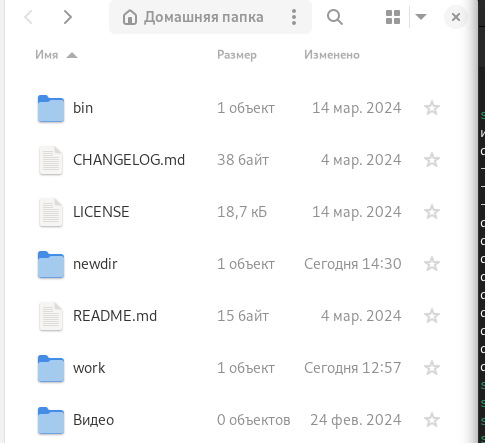 Домашняя папка
Имя Размер Изменено
bin 1 объект 14 мар. 2024
CHANGELOG.md 38 байт 4 мар. 2024
LICENSE 18,7 кБ 14 мар. 2024
newdir 1 объект Сегодня 14:30
README.md 15 байт 4 мар. 2024
work 1 объект Сегодня 12:57
Видео 0 объектов 24 фев. 2024